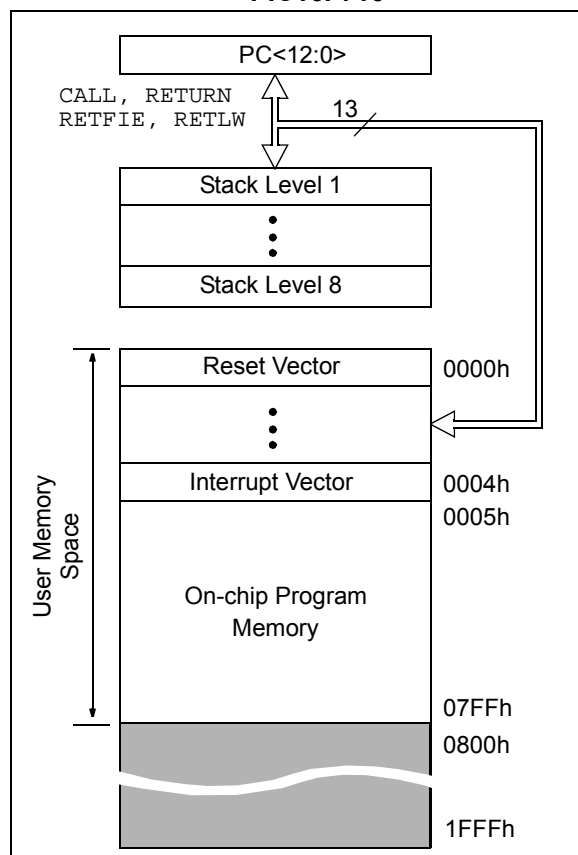 PC<12:0>
CALL, RETURN
RETFIE, RETLW
13
Stack Level 1
Stack Level 8
Reset Vector
0000h
Interrupt Vector
0004h
0005h
User Memory
Space
On-chip Program
Memory
07FFh
0800h
1FFFh